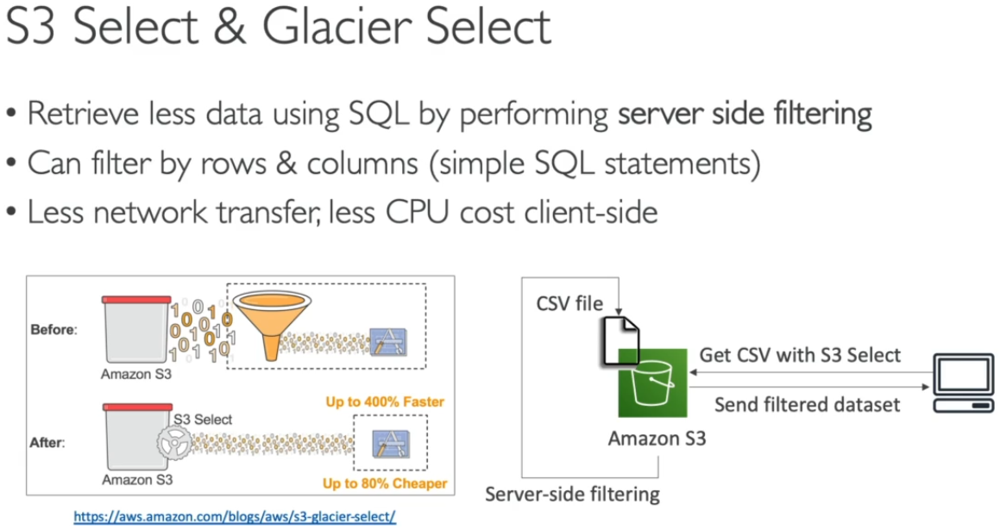 S3 Select & Glacier Select
• Retrieve less data using SQL by performing server side filtering
• Can filter by rows & columns (simple SQL statements)
• Less network transfer, less CPU cost client-side
Before:
Amazon S3
Up to 400% Faster
S3 Select
After:
Amazon S3
Up to 80% Cheaper
https://aws.amazon.com/blogs/aws/s3-glacier-select/
CSV file
Get CSV with S3 Select
Send filtered dataset
Amazon S3
Server-side filtering